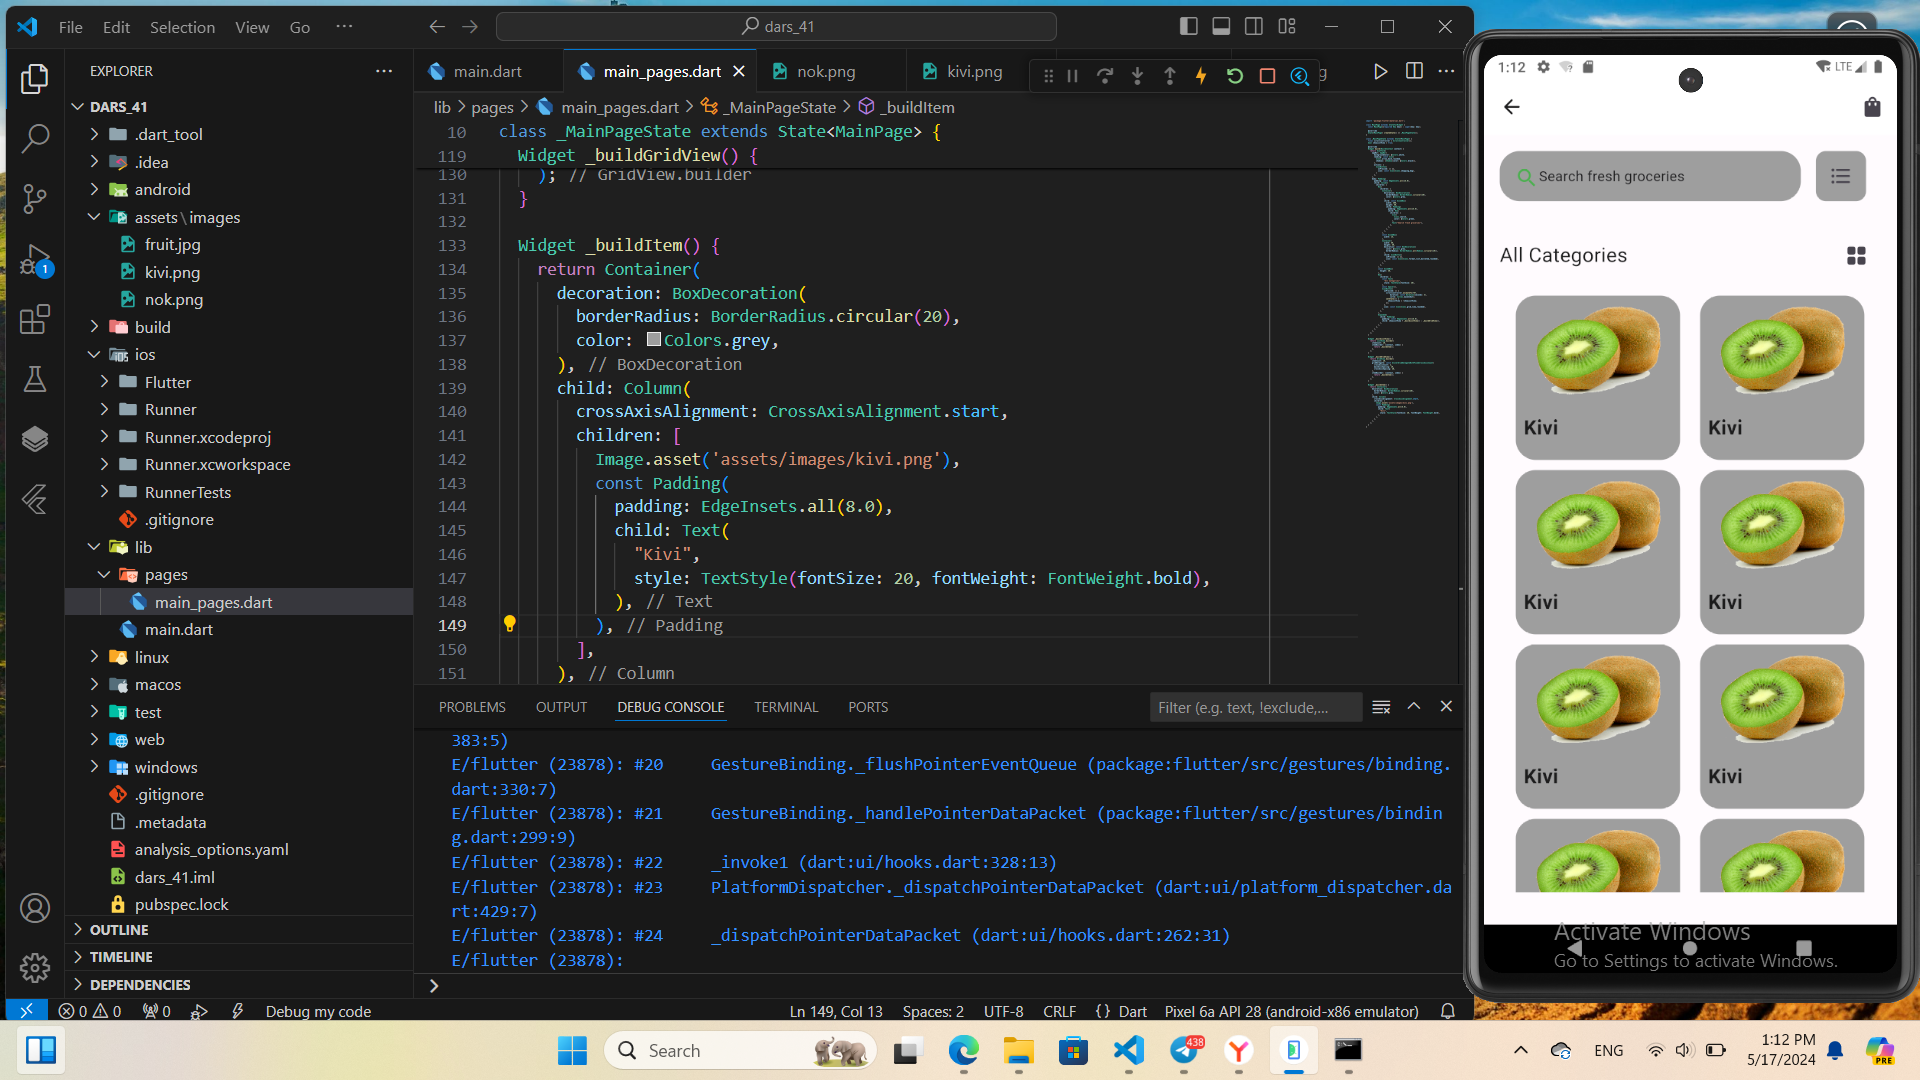 File Edit Selection View Go ···
dars_41
EXPLORER
DARS_41
.dart_tool
.idea
android
assets\images
fruit.jpg
kivi.png
nok.png
build
ios
Flutter
Runner
Runner.xcodeproj
Runner.xcworkspace
RunnerTests
.gitignore
lib
pages
main_pages.dart
main.dart
linux
macos
test
web
windows
.gitignore
.metadata
analysis_options.yaml
dars_41.iml
pubspec.lock
OUTLINE
TIMELINE
DEPENDENCIES
1
main.dart main_pages.dart nok.png kivi.png g
lib > pages > main_pages.dart > _MainPageState > _buildItem
10 class _MainPageState extends State<MainPage> {
119 Widget _buildGridView() {
130 ); // GridView.builder
131 }
132
133 Widget _buildItem() {
134 return Container(
135 decoration: BoxDecoration(
136 borderRadius: BorderRadius.circular(20),
137 color: Colors.grey,
138 ), // BoxDecoration
139 child: Column(
140 crossAxisAlignment: CrossAxisAlignment.start,
141 children: [
142 Image.asset('assets/images/kivi.png'),
143 const Padding(
144 padding: EdgeInsets.all(8.0),
145 child: Text(
146 "Kivi",
147 style: TextStyle(fontSize: 20, fontWeight: FontWeight.bold),
148 ), // Text
149 ), // Padding
150 ],
151 ), // Column
PROBLEMS OUTPUT DEBUG CONSOLE TERMINAL PORTS
Filter (e.g. text, !exclude,...
383:5)
E/flutter (23878): #20 GestureBinding._flushPointerEventQueue (package:flutter/src/gestures/binding.
dart:330:7)
E/flutter (23878): #21 GestureBinding._handlePointerDataPacket (package:flutter/src/gestures/bindin
g.dart:299:9)
E/flutter (23878): #22 _invoke1 (dart:ui/hooks.dart:328:13)
E/flutter (23878): #23 PlatformDispatcher._dispatchPointerDataPacket (dart:ui/platform_dispatcher.da
rt:429:7)
E/flutter (23878): #24 _dispatchPointerDataPacket (dart:ui/hooks.dart:262:31)
E/flutter (23878):
0 0 0 Debug my code
Ln 149, Col 13 Spaces: 2 UTF-8 CRLF {} Dart Pixel 6a API 28 (android-x86 emulator)
1:12 LTE
Search fresh groceries
All Categories
Kivi Kivi
Kivi Kivi
Kivi Kivi
Activate Windows
Go to Settings to activate Windows.
Search
438
ENG
1:12 PM
5/17/2024
PRE